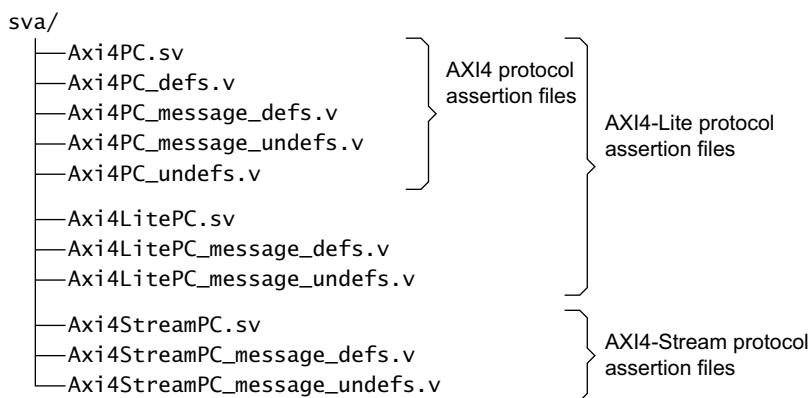 sva/
Axi4PC.sv
Axi4PC_defs.v
Axi4PC_message_defs.v
Axi4PC_message_undefs.v
Axi4PC_undefs.v
AXI4 protocol
assertion files
Axi4LitePC.sv
Axi4LitePC_message_defs.v
Axi4LitePC_message_undefs.v
AXI4-Lite protocol
assertion files
Axi4StreamPC.sv
Axi4StreamPC_message_defs.v
Axi4StreamPC_message_undefs.v
AXI4-Stream protocol
assertion files